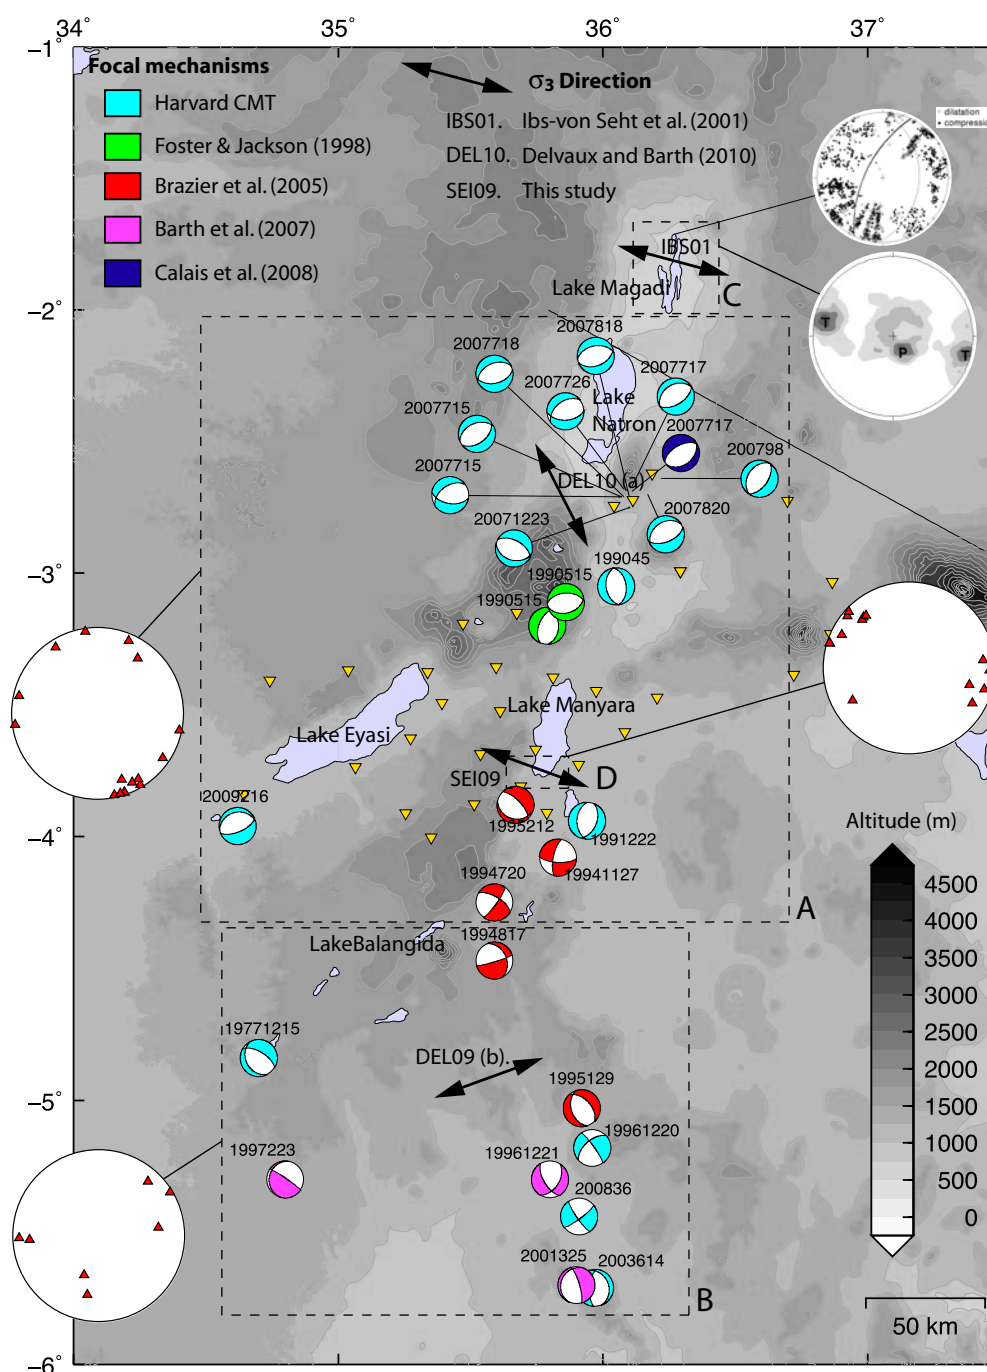 34°
35°
36°
37°
−1°
Focal mechanisms
Harvard CMT
Foster & Jackson (1998)
Brazier et al. (2005)
Barth et al. (2007)
Calais et al. (2008)
σ3 Direction
IBS01. Ibs-von Seht et al. (2001)
DEL10. Delvaux and Barth (2010)
SEI09. This study
dilatation
compressio
IBS01
Lake Magadi
C
−2°
T
P
T
2007818
2007718
2007717
2007726
Lake
Natron
2007715
2007717
200798
2007715
DEL10 (a)
2007820
20071223
199045
−3°
1990515
1990515
Lake Manyara
Lake Eyasi
SEI09
D
2009216
1995212
1991222
−4°
Altitude (m)
19941127
1994720
4500
4000
3500
3000
2500
2000
1500
1000
500
0
A
1994817
LakeBalangida
19771215
DEL09 (b).
−5°
1995129
19961220
1997223
19961221
200836
2001325
2003614
B
50 km
−6°